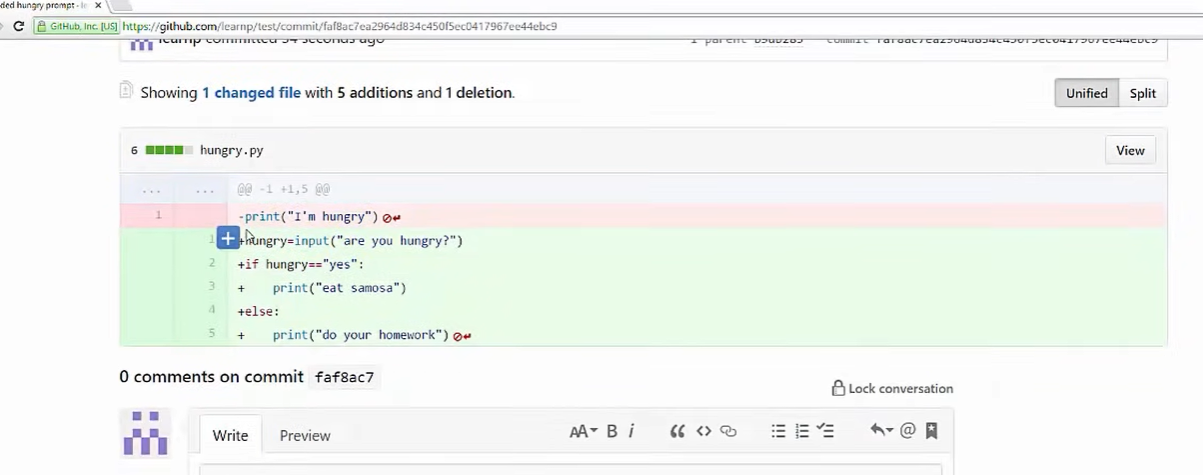 ded hungry prompt - le
GitHub, Inc. [US] https://github.com/learnp/test/commit/faf8ac7ea2964d834c450f5ec0417967ee44ebc9
learnp committed 54 seconds ago 1 parent b9db285 commit faf8ac7ea2964d834c450f5ec0417967ee44ebc9
Showing 1 changed file with 5 additions and 1 deletion. Unified Split
6 hungry.py View
... ... @@ -1 +1,5 @@
1 -print("I'm hungry")
1 +hungry=input("are you hungry?")
2 +if hungry=="yes":
3 + print("eat samosa")
4 +else:
5 + print("do your homework")
0 comments on commit faf8ac7
Lock conversation
Write Preview AA B i “ <> @